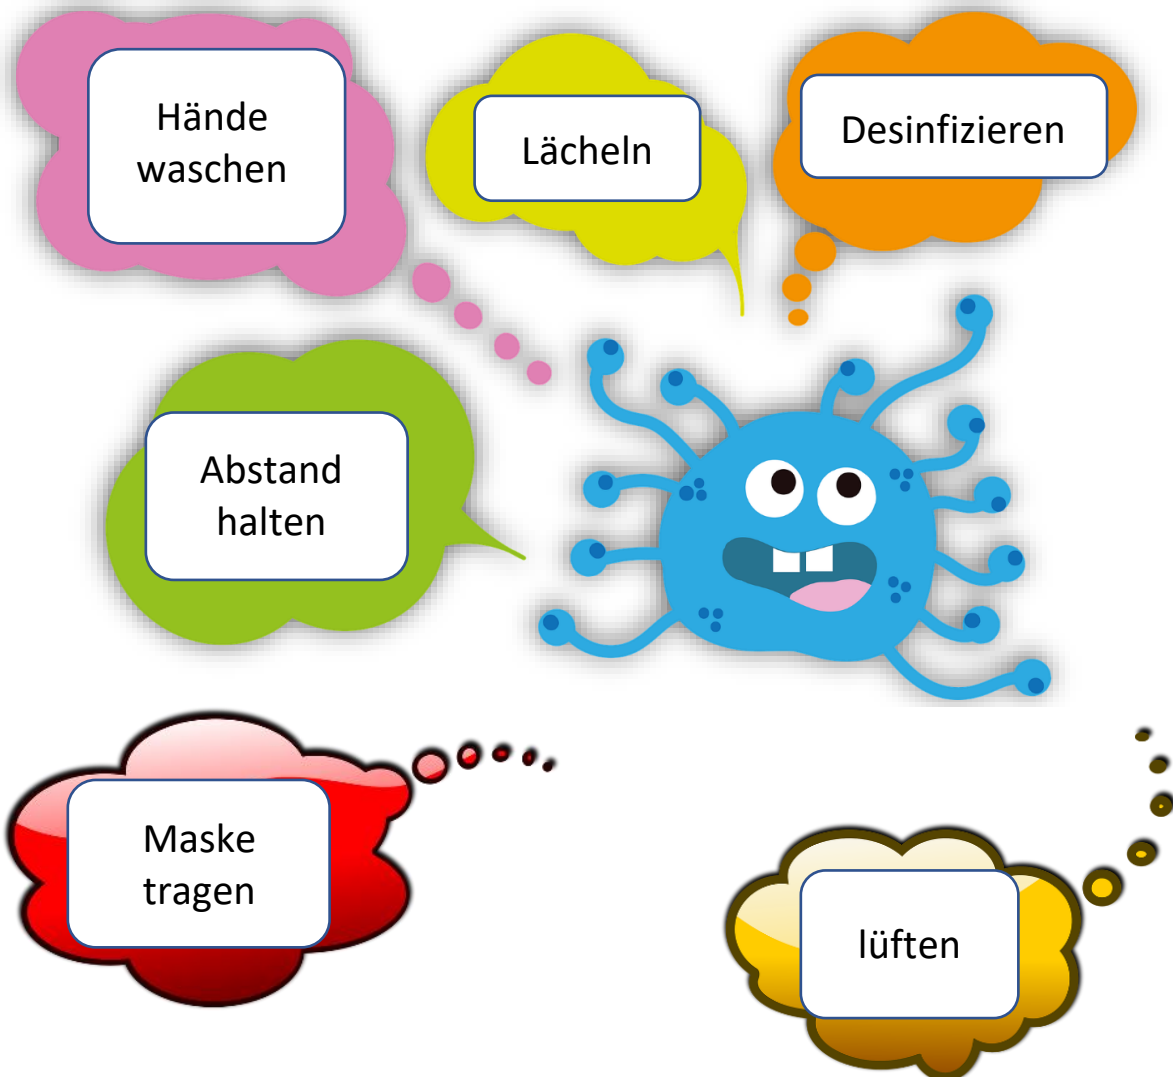 Hände
waschen
Lächeln
Desinfizieren
Abstand
halten
Maske
tragen
lüften